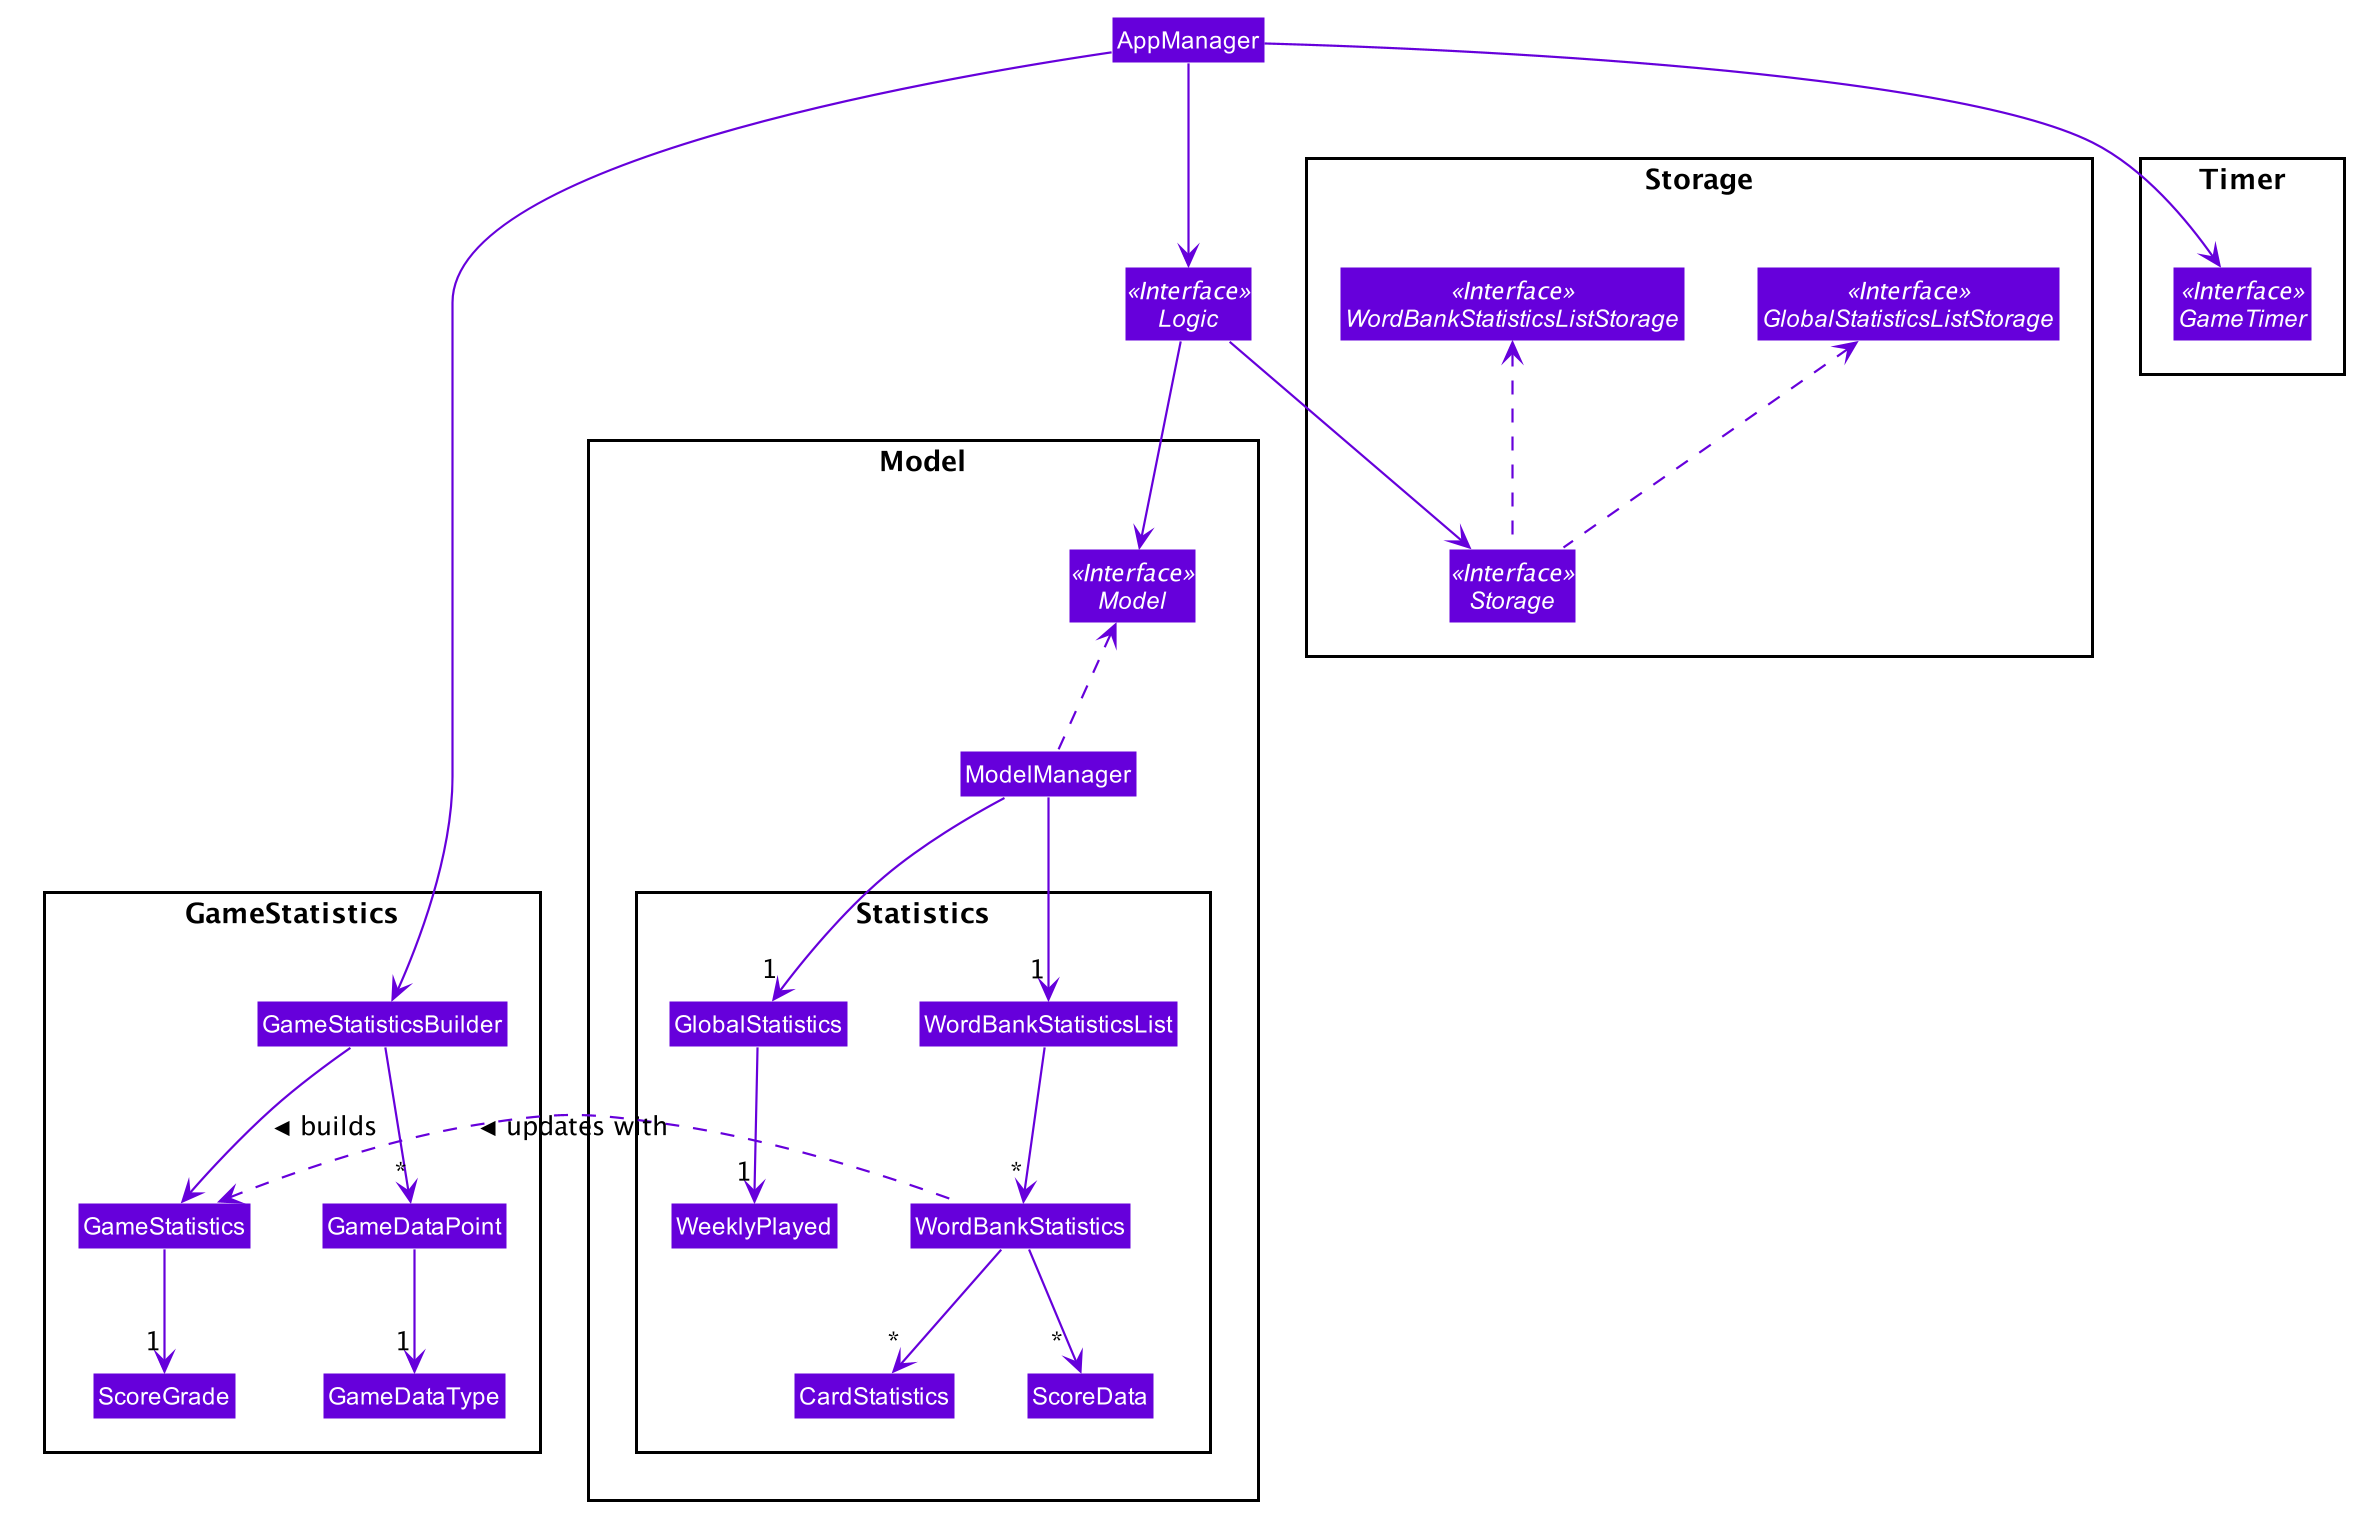 AppManager
Storage
Timer
«Interface»
Logic
«Interface»
WordBankStatisticsListStorage
«Interface»
GlobalStatisticsListStorage
«Interface»
GameTimer
Model
«Interface»
Model
«Interface»
Storage
ModelManager
GameStatistics
Statistics
1
1
GameStatisticsBuilder
GlobalStatistics
WordBankStatisticsList
◄ builds
◄ updates with
*
1
*
GameStatistics
GameDataPoint
WeeklyPlayed
WordBankStatistics
1
1
*
*
ScoreGrade
GameDataType
CardStatistics
ScoreData